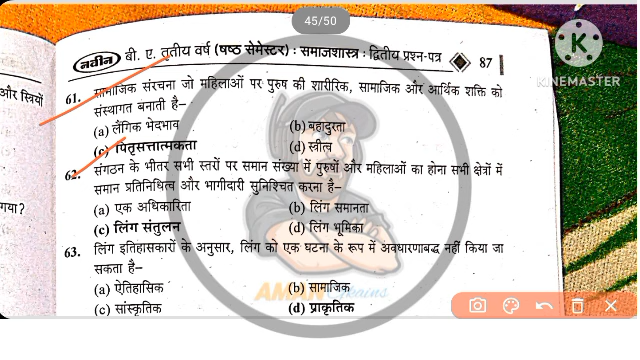 45/50
KINEMASTER
नवीन बी. ए. तृतीय वर्ष (षष्ठ सेमेस्टर) : समाजशास्त्र : द्वितीय प्रश्न-पत्र 87
और स्त्रियों
61. सामाजिक संरचना जो महिलाओं पर पुरुष की शारीरिक, सामाजिक और आर्थिक शक्ति को
संस्थागत बनाती है–
(a) लैंगिक भेदभाव (b) बहादुरता
(c) पितृसत्तात्मकता (d) स्त्रीत्व
62. संगठन के भीतर सभी स्तरों पर समान संख्या में पुरुषों और महिलाओं का होना सभी क्षेत्रों में
समान प्रतिनिधित्व और भागीदारी सुनिश्चित करना है–
गया?
(a) एक अधिकारिता (b) लिंग समानता
(c) लिंग संतुलन (d) लिंग भूमिका
63. लिंग इतिहासकारों के अनुसार, लिंग को एक घटना के रूप में अवधारणाबद्ध नहीं किया जा
सकता है–
(a) ऐतिहासिक (b) सामाजिक
AMAN
(c) सांस्कृतिक (d) प्राकृतिक